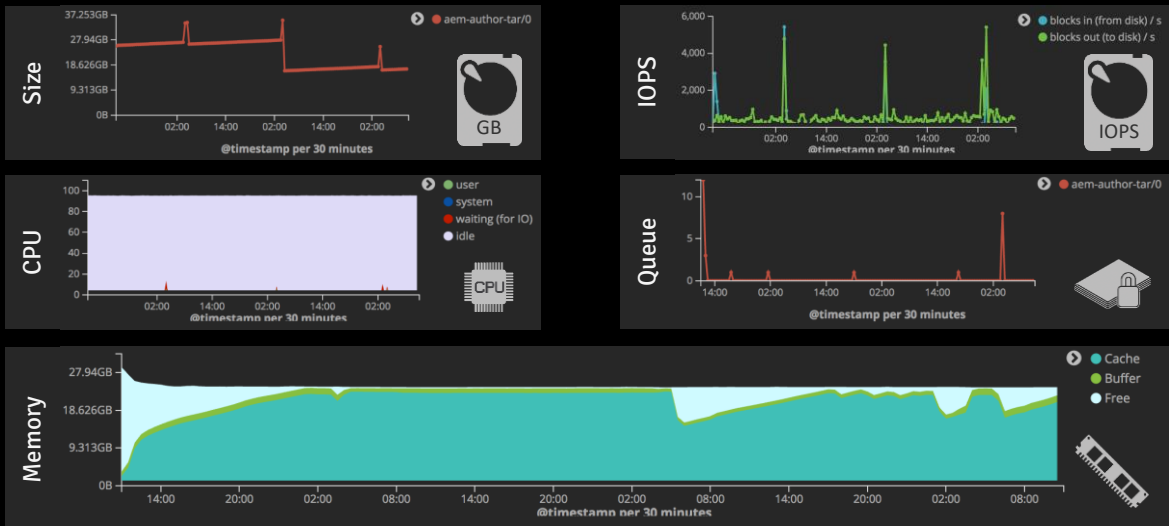 Size
37.253GB
27.94GB
18.626GB
9.313GB
0B
02:00 14:00 02:00 14:00 02:00
@timestamp per 30 minutes
aem-author-tar/0
GB
IOPS
6,000
4,000
2,000
0
02:00 14:00 02:00 14:00 02:00
@timestamp per 30 minutes
blocks in (from disk) / s
blocks out (to disk) / s
IOPS
CPU
100
80
60
40
20
0
02:00 14:00 02:00 14:00 02:00
@timestamp per 30 minutes
user
system
waiting (for IO)
idle
CPU
Queue
10
5
0
14:00 02:00 14:00 02:00 14:00 02:00
@timestamp per 30 minutes
aem-author-tar/0
Memory
27.94GB
18.626GB
9.313GB
0B
14:00 20:00 02:00 08:00 14:00 20:00 02:00 08:00 14:00 20:00 02:00 08:00
@timestamp per 30 minutes
Cache
Buffer
Free